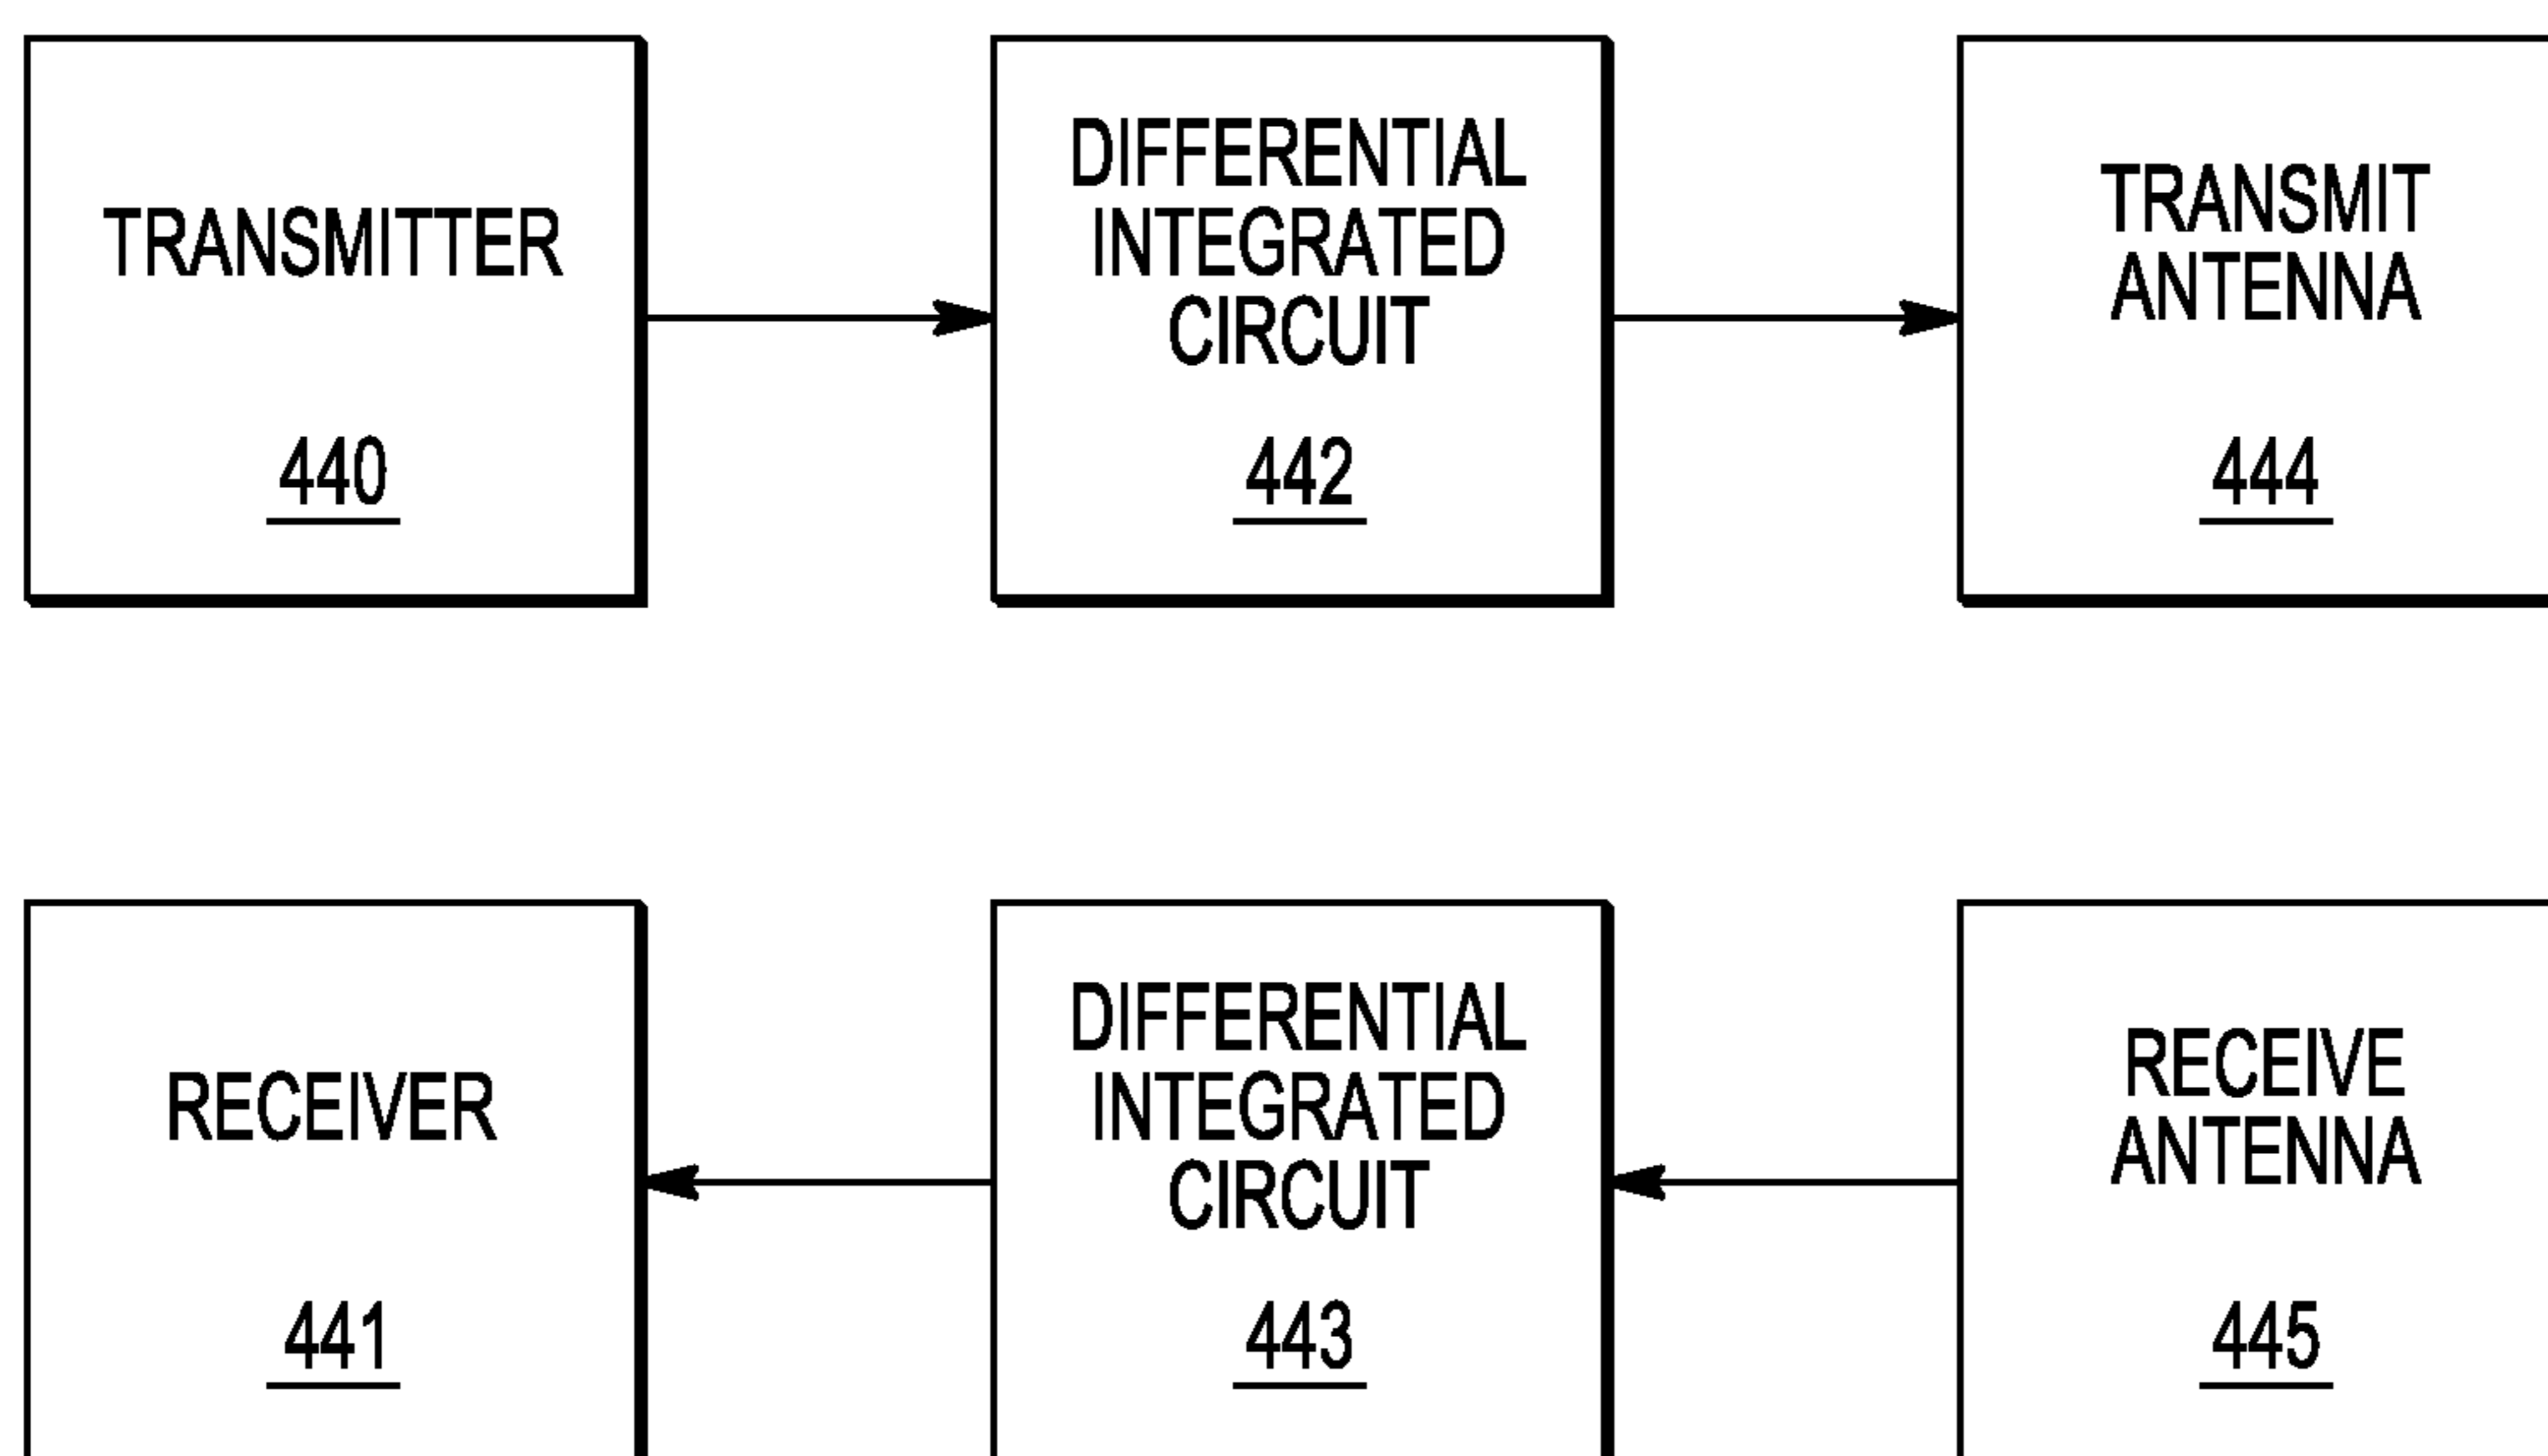 TRANSMITTER
440
DIFFERENTIAL
INTEGRATED
CIRCUIT
442
TRANSMIT
ANTENNA
444
RECEIVER
441
DIFFERENTIAL
INTEGRATED
CIRCUIT
443
RECEIVE
ANTENNA
445